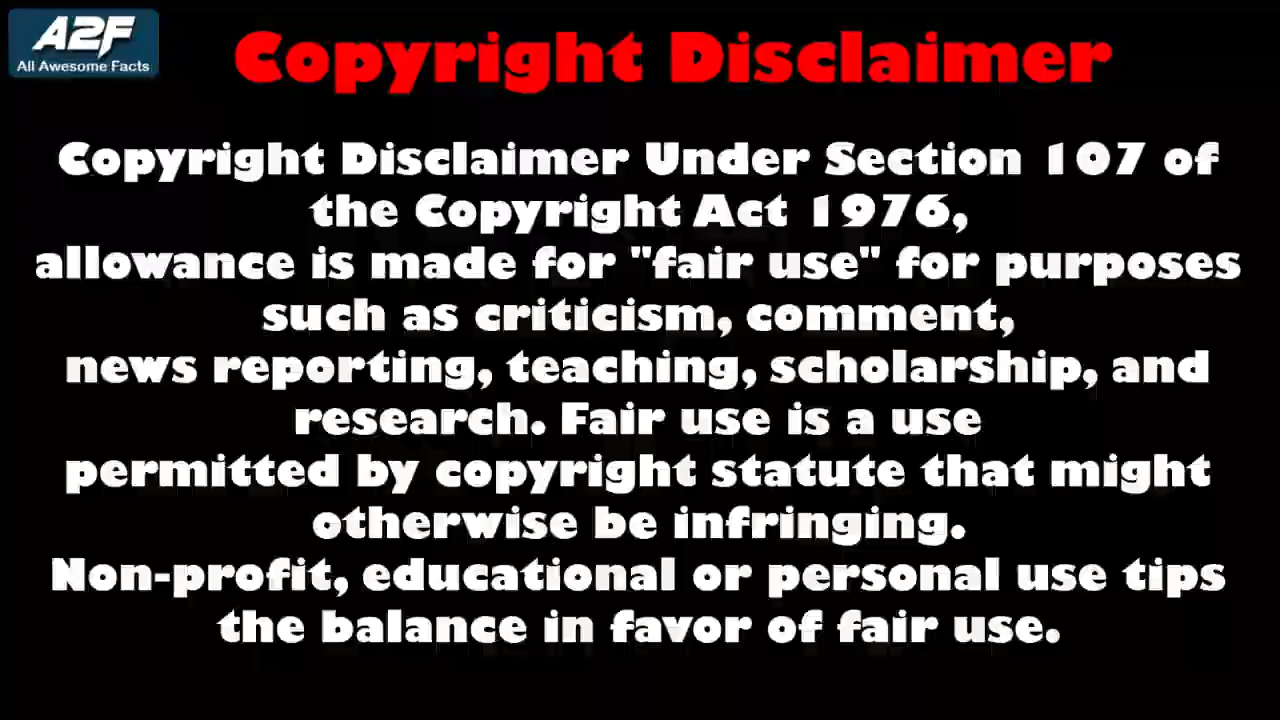 A2F
All Awesome Facts
Copyright Disclaimer
Copyright Disclaimer Under Section 107 of
the Copyright Act 1976,
allowance is made for "fair use" for purposes
such as criticism, comment,
news reporting, teaching, scholarship, and
research. Fair use is a use
permitted by copyright statute that might
otherwise be infringing.
Non-profit, educational or personal use tips
the balance in favor of fair use.